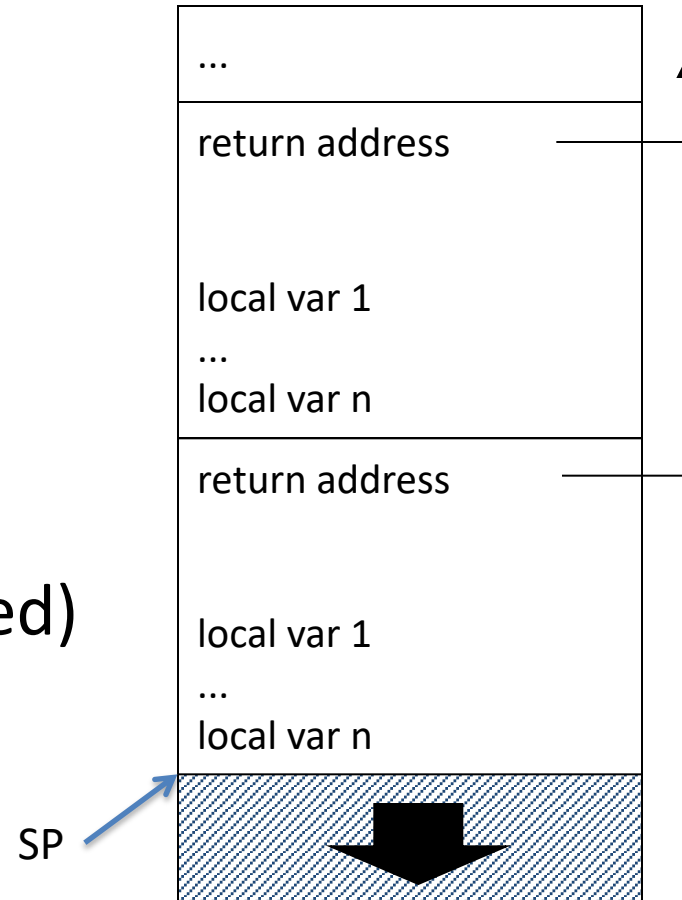 ...
return address
local var 1
...
local var n
return address
ed)
local var 1
...
local var n
SP